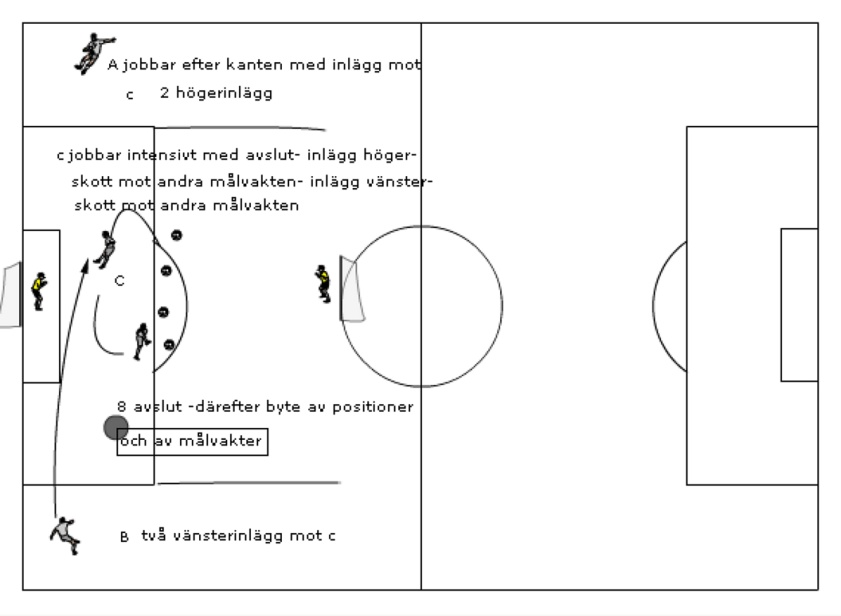 A jobbar efter kanten med inlägg mot
c 2 högerinlägg
c jobbar intensivt med avslut- inlägg höger-
skott mot andra målvakten- inlägg vänster-
skott mot andra målvakten
C
8 avslut -därefter byte av positioner
och av målvakter
B två vänsterinlägg mot c